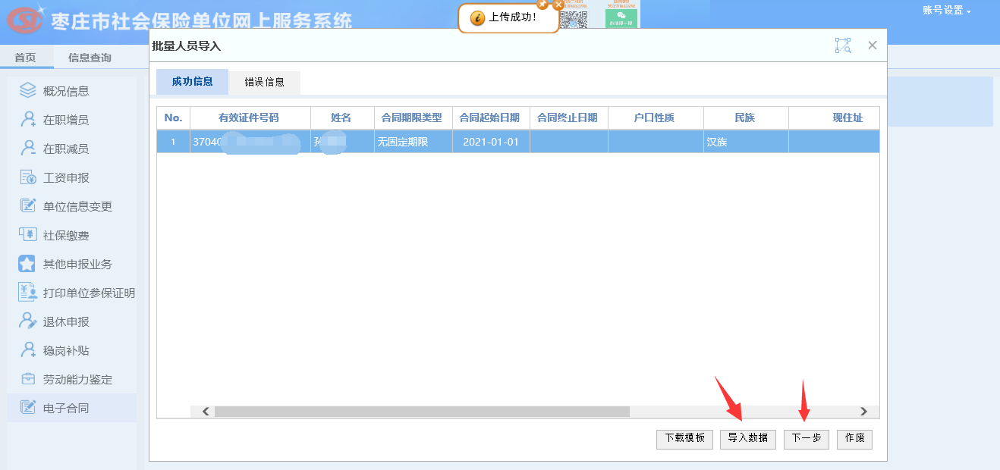 枣庄市社会保险单位网上服务系统
上传成功！
账号设置
首页 信息查询
概况信息
在职增员
在职减员
工资申报
单位信息变更
社保缴费
其他申报业务
打印单位参保证明
退休申报
稳岗补贴
劳动能力鉴定
电子合同
批量人员导入
成功信息 错误信息
No. 有效证件号码 姓名 合同期限类型 合同起始日期 合同终止日期 户口性质 民族 现住址
1 3704 孙 无固定期限 2021-01-01 汉族
下载模板 导入数据 下一步 作废